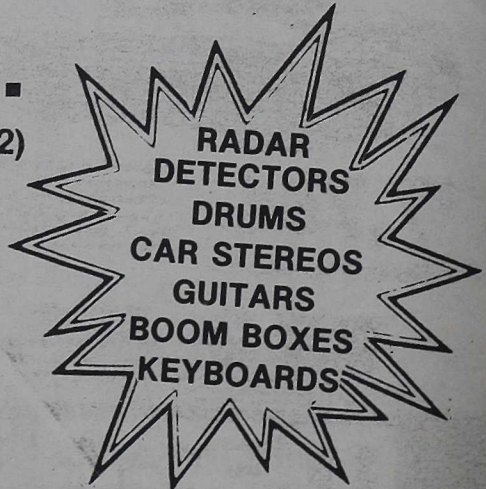 .
2)
RADAR
DETECTORS
DRUMS
CAR STEREOS
GUITARS
BOOM BOXES
KEYBOARDS